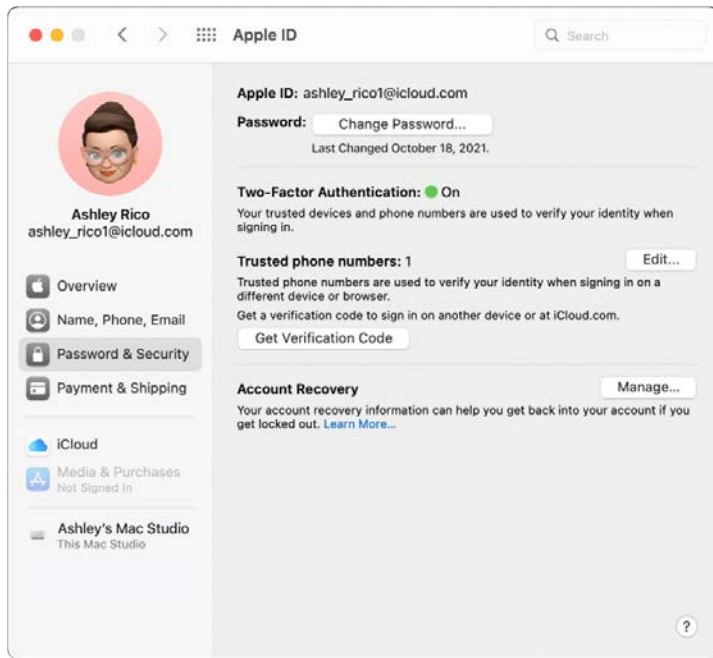 Apple ID
Search
Ashley Rico
ashley_rico1@icloud.com
Overview
Name, Phone, Email
Password & Security
Payment & Shipping
iCloud
Media & Purchases
Not Signed In
Ashley's Mac Studio
This Mac Studio
Apple ID: ashley_rico1@icloud.com
Password: Change Password...
Last Changed October 18, 2021.
Two-Factor Authentication: On
Your trusted devices and phone numbers are used to verify your identity when
signing in.
Trusted phone numbers: 1 Edit...
Trusted phone numbers are used to verify your identity when signing in on a
different device or browser.
Get a verification code to sign in on another device or at iCloud.com.
Get Verification Code
Account Recovery Manage...
Your account recovery information can help you get back into your account if you
get locked out. Learn More...
?